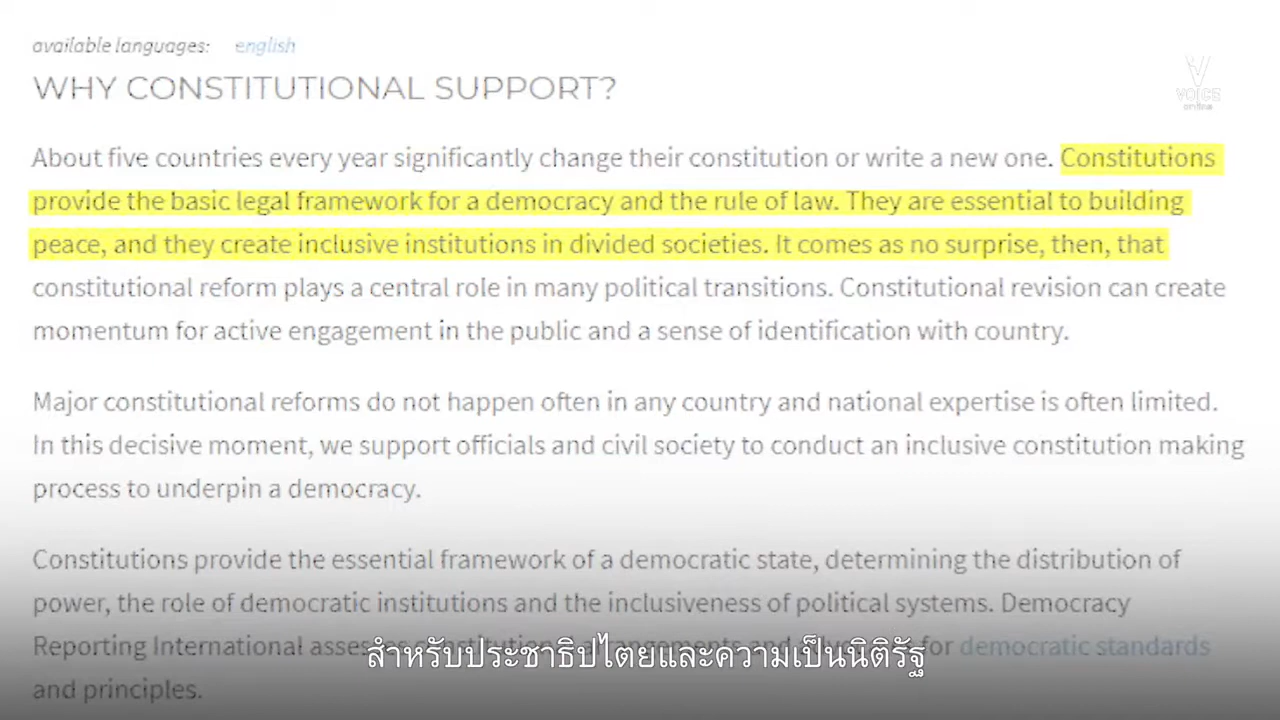 available languages: english
WHY CONSTITUTIONAL SUPPORT?
VOICE
online
About five countries every year significantly change their constitution or write a new one. Constitutions
provide the basic legal framework for a democracy and the rule of law. They are essential to building
peace, and they create inclusive institutions in divided societies. It comes as no surprise, then, that
constitutional reform plays a central role in many political transitions. Constitutional revision can create
momentum for active engagement in the public and a sense of identification with country.
Major constitutional reforms do not happen often in any country and national expertise is often limited.
In this decisive moment, we support officials and civil society to conduct an inclusive constitution making
process to underpin a democracy.
Constitutions provide the essential framework of a democratic state, determining the distribution of
power, the role of democratic institutions and the inclusiveness of political systems. Democracy
Reporting International for democratic standards
and principles.
สำหรับประชาธิปไตยและความเป็นนิติรัฐ